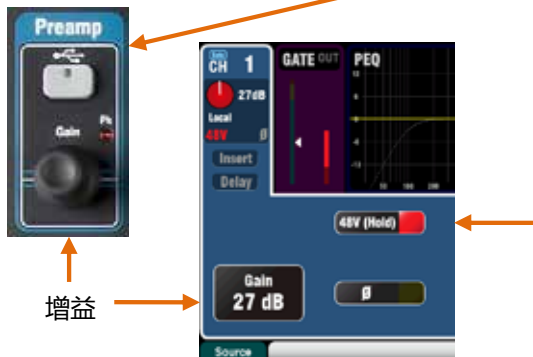 Preamp
Gain
Pk
增益
CH 1
27dB
Local
48V Ø
Insert
Delay
GATE OUT
PEQ
48V (Hold)
Gain
27 dB
Ø
Source